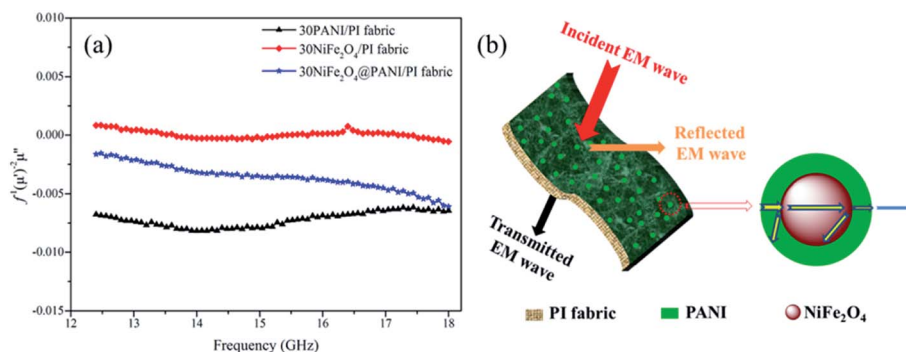 (a)
30PANI/PI fabric
30NiFe₂O₄/PI fabric
30NiFe₂O₄@PANI/PI fabric
f⁻¹(μ')⁻²μ"
0.010
0.005
0.000
-0.005
-0.010
-0.015
12
13
14
15
16
17
18
Frequency (GHz)
(b)
Incident EM wave
Reflected
EM wave
Transmitted
EM wave
PI fabric
PANI
NiFe₂O₄